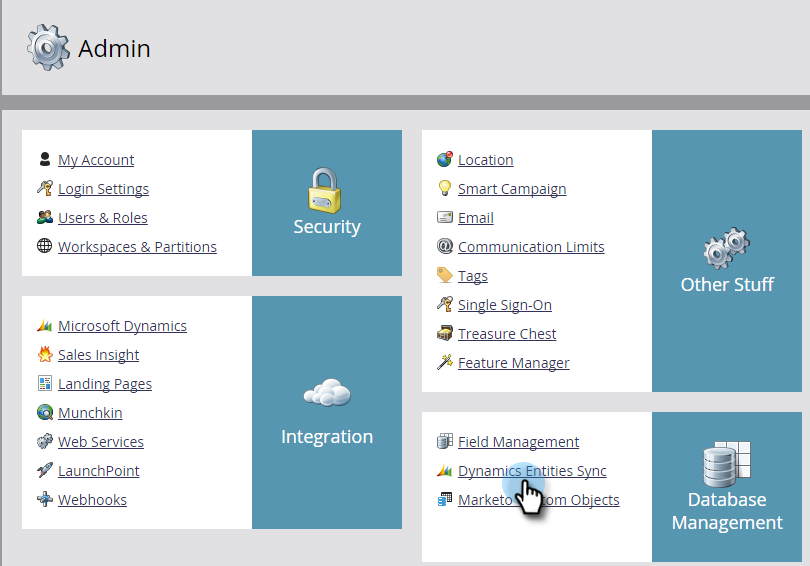 Admin
My Account
Login Settings
Users & Roles
Workspaces & Partitions
Security
Microsoft Dynamics
Sales Insight
Landing Pages
Munchkin
Web Services
LaunchPoint
Webhooks
Integration
Location
Smart Campaign
Email
Communication Limits
Tags
Single Sign-On
Treasure Chest
Feature Manager
Other Stuff
Field Management
Dynamics Entities Sync
Marketo Objects
Database
Management